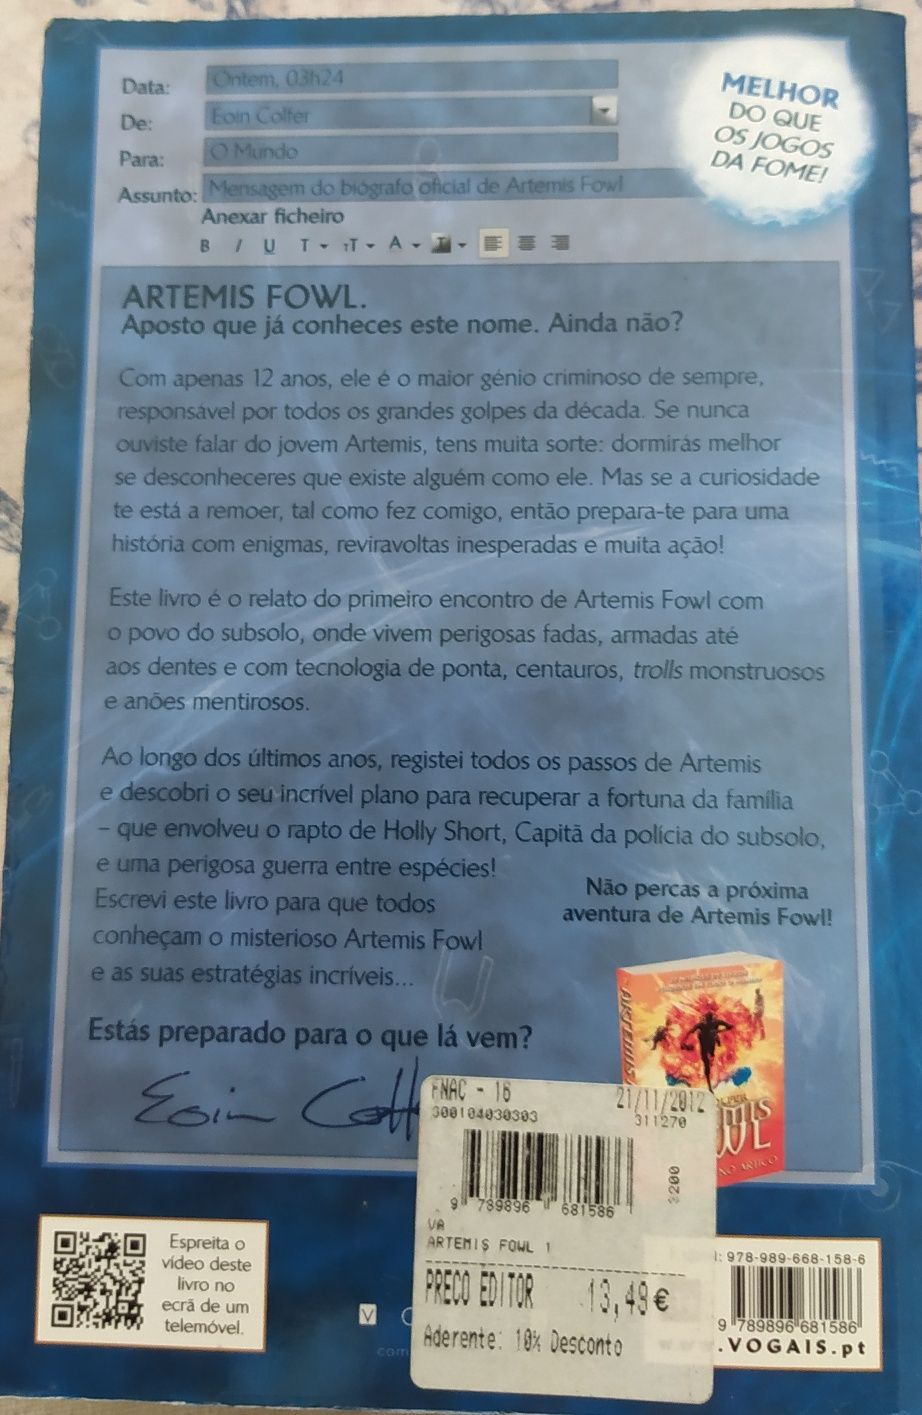 Data: Ontem, 03h24
De: Eoin Colfer
Para: O Mundo
Assunto: Mensagem do biógrafo oficial de Artemis Fowl
Anexar ficheiro
B I U T TT A T
MELHOR
DO QUE
OS JOGOS
DA FOME!
ARTEMIS FOWL.
Aposto que já conheces este nome. Ainda não?
Com apenas 12 anos, ele é o maior génio criminoso de sempre,
responsável por todos os grandes golpes da década. Se nunca
ouviste falar do jovem Artemis, tens muita sorte: dormirás melhor
se desconheceres que existe alguém como ele. Mas se a curiosidade
te está a remoer, tal como fez comigo, então prepara-te para uma
história com enigmas, reviravoltas inesperadas e muita ação!
Este livro é o relato do primeiro encontro de Artemis Fowl com
o povo do subsolo, onde vivem perigosas fadas, armadas até
aos dentes e com tecnologia de ponta, centauros, trolls monstruosos
e anões mentirosos.
Ao longo dos últimos anos, registei todos os passos de Artemis
e descobri o seu incrível plano para recuperar a fortuna da família
– que envolveu o rapto de Holly Short, Capitã da polícia do subsolo,
e uma perigosa guerra entre espécies!
Escrevi este livro para que todos
conheçam o misterioso Artemis Fowl
e as suas estratégias incríveis...
Não percas a próxima
aventura de Artemis Fowl!
Estás preparado para o que lá vem?
Eoin Colf
FNAC - 16 21/11/2012
300104030303 311270
3200
9 789896 681586
VA
ARTEMIS FOWL 1
PRECO EDITOR 13,49€
Aderente: 10% Desconto
Espreita o
vídeo deste
livro no
ecrã de um
telemóvel.
V
com
: 978-989-668-158-6
9 789896 681586
.VOGAIS.pt